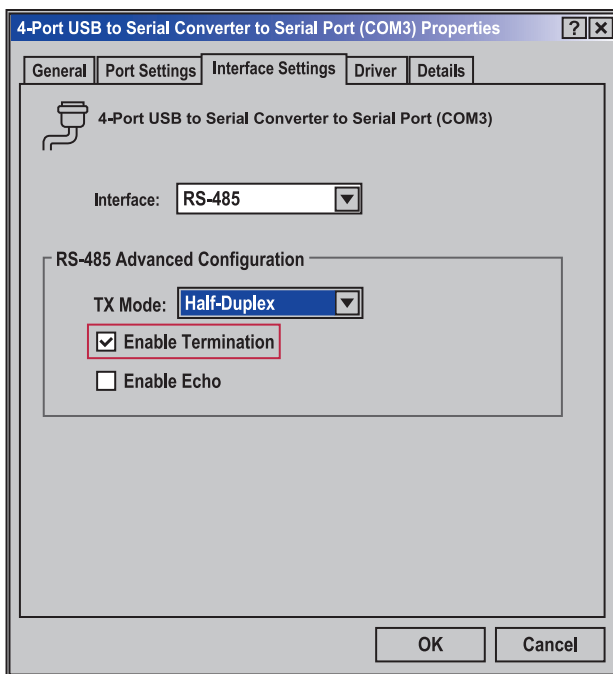 4-Port USB to Serial Converter to Serial Port (COM3) Properties ? ×
General Port Settings Interface Settings Driver Details
4-Port USB to Serial Converter to Serial Port (COM3)
Interface: RS-485
RS-485 Advanced Configuration
TX Mode: Half-Duplex
Enable Termination
Enable Echo
OK Cancel